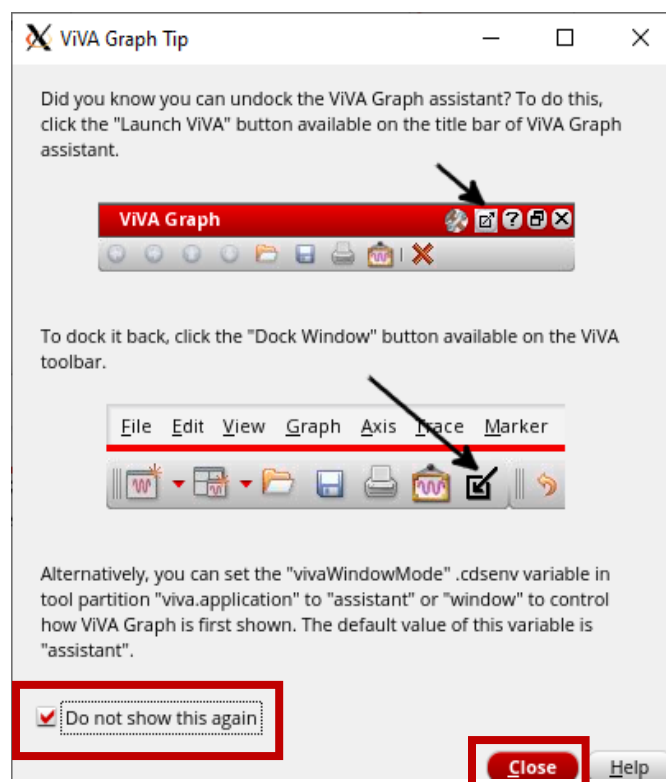 ViVA Graph Tip
Did you know you can undock the ViVA Graph assistant? To do this,
click the "Launch ViVA" button available on the title bar of ViVA Graph
assistant.
ViVA Graph
To dock it back, click the "Dock Window" button available on the ViVA
toolbar.
File Edit View Graph Axis Trace Marker
Alternatively, you can set the "vivaWindowMode" .cdsenv variable in
tool partition "viva.application" to "assistant" or "window" to control
how ViVA Graph is first shown. The default value of this variable is
"assistant".
Do not show this again
Close Help